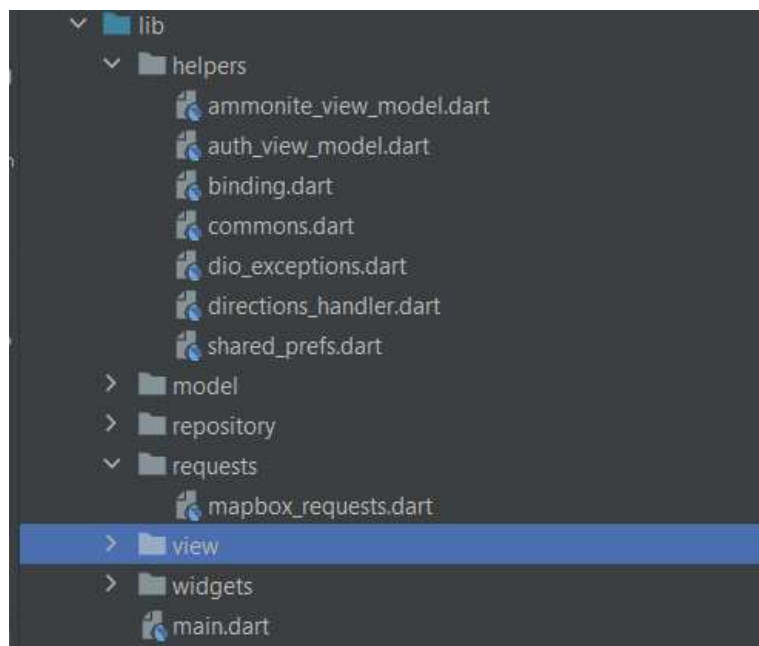 lib
helpers
ammonite_view_model.dart
auth_view_model.dart
binding.dart
commons.dart
dio_exceptions.dart
directions_handler.dart
shared_prefs.dart
model
repository
requests
mapbox_requests.dart
view
widgets
main.dart